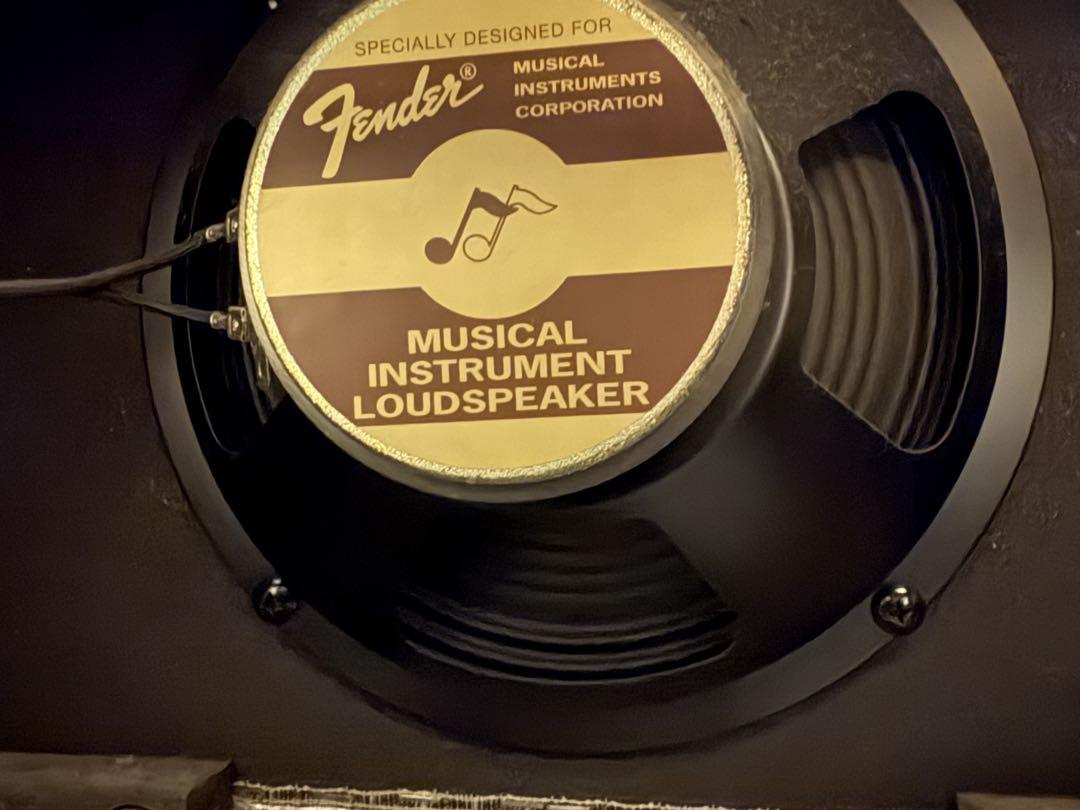 SPECIALLY DESIGNED FOR
Fender®
MUSICAL
INSTRUMENTS
CORPORATION
MUSICAL
INSTRUMENT
LOUDSPEAKER